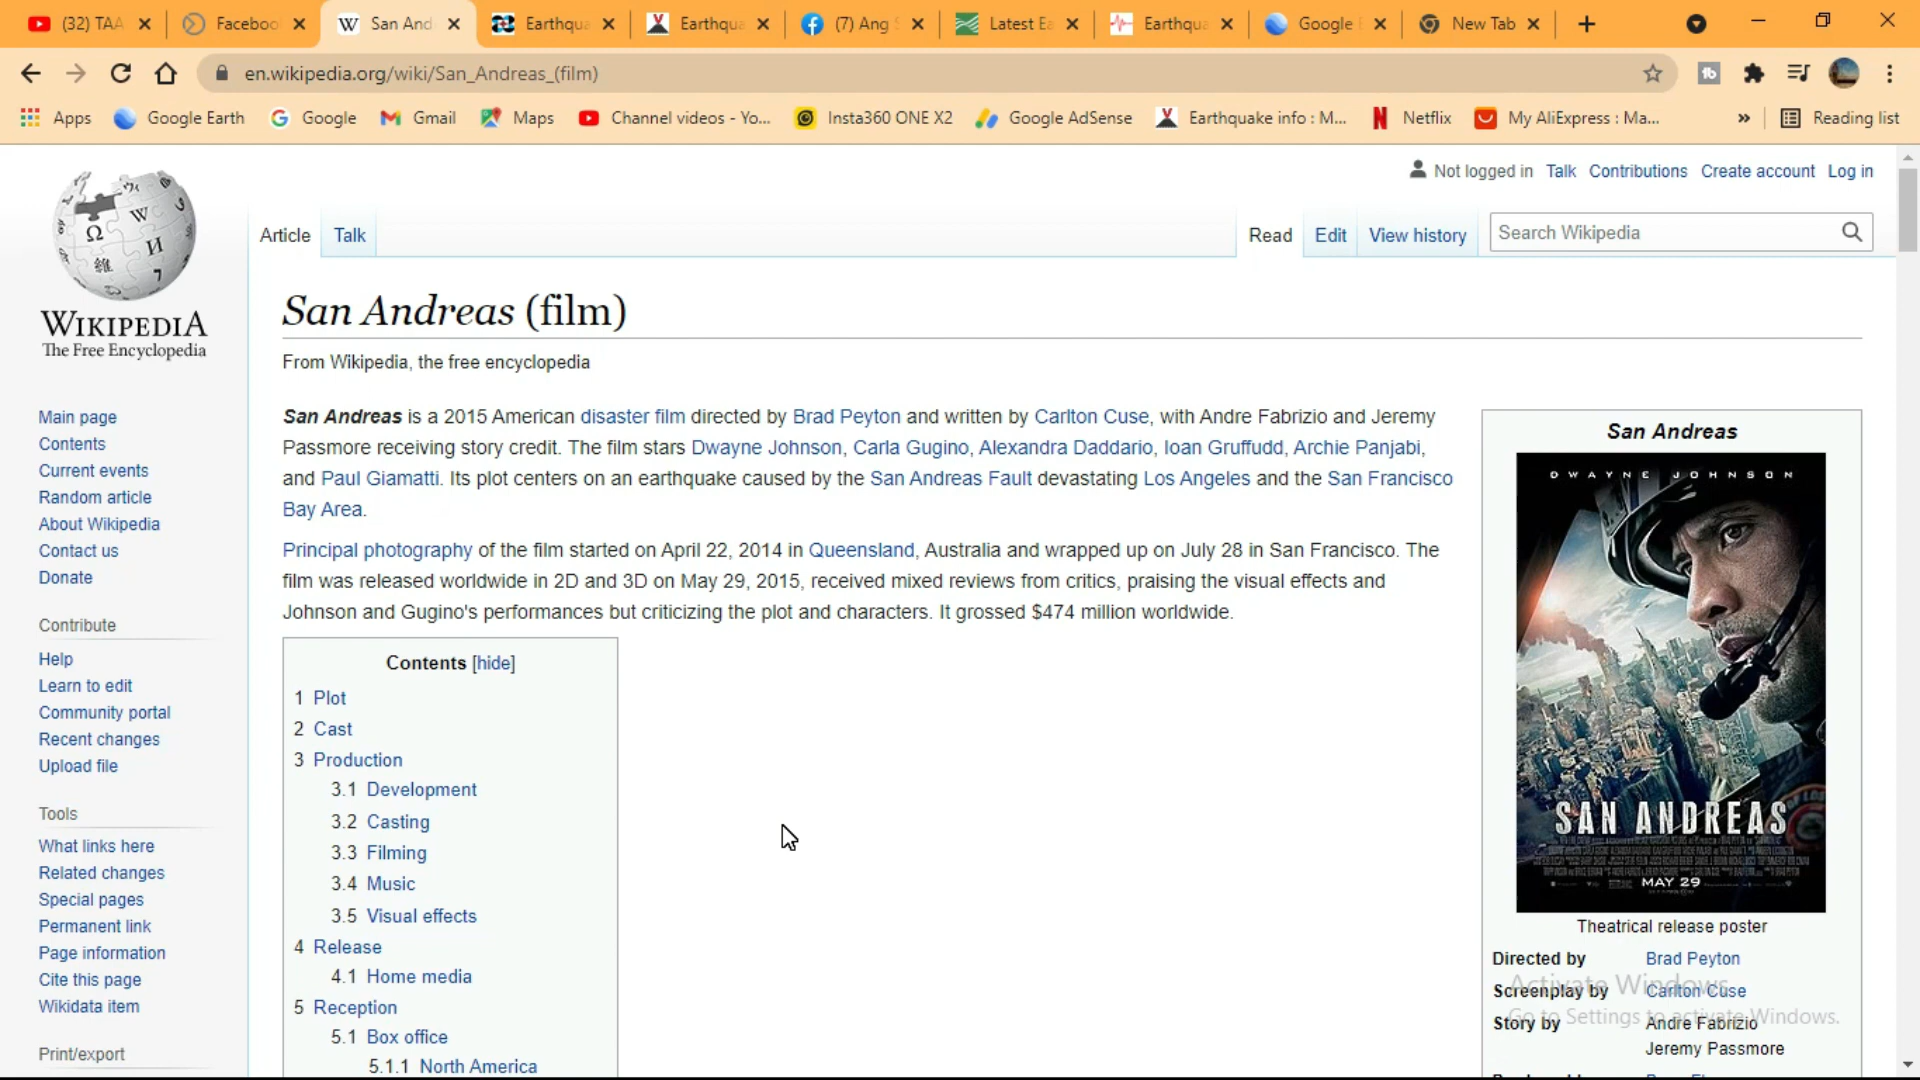 (32) TAA
Faceboo
San And
Earthqua
Earthqu
(7) Ang S
Latest Ea
Earthqua
Google E
New Tab
en.wikipedia.org/wiki/San_Andreas_(film)
Apps
Google Earth
Google
Gmail
Maps
Channel videos - Yo...
Insta360 ONE X2
Google AdSense
Earthquake info : M...
Netflix
My AliExpress : Ma...
»
Reading list
Not logged in Talk Contributions Create account Log in
Article Talk
Read Edit View history
Search Wikipedia
WIKIPEDIA
The Free Encyclopedia
San Andreas (film)
From Wikipedia, the free encyclopedia
San Andreas is a 2015 American disaster film directed by Brad Peyton and written by Carlton Cuse, with Andre Fabrizio and Jeremy
Passmore receiving story credit. The film stars Dwayne Johnson, Carla Gugino, Alexandra Daddario, Ioan Gruffudd, Archie Panjabi,
and Paul Giamatti. Its plot centers on an earthquake caused by the San Andreas Fault devastating Los Angeles and the San Francisco
Bay Area.
Principal photography of the film started on April 22, 2014 in Queensland, Australia and wrapped up on July 28 in San Francisco. The
film was released worldwide in 2D and 3D on May 29, 2015, received mixed reviews from critics, praising the visual effects and
Johnson and Gugino's performances but criticizing the plot and characters. It grossed $474 million worldwide.
Main page
Contents
Current events
Random article
About Wikipedia
Contact us
Donate
Contribute
Help
Learn to edit
Community portal
Recent changes
Upload file
Tools
What links here
Related changes
Special pages
Permanent link
Page information
Cite this page
Wikidata item
Print/export
Contents [hide]
1 Plot
2 Cast
3 Production
3.1 Development
3.2 Casting
3.3 Filming
3.4 Music
3.5 Visual effects
4 Release
4.1 Home media
5 Reception
5.1 Box office
5.1.1 North America
San Andreas
DWAYNE JOHNSON
SAN ANDREAS
MAY 29
Theatrical release poster
Directed by Brad Peyton
Screenplay by Carlton Cuse
Story by Andre Fabrizio
Jeremy Passmore
Activate Windows
Go to Settings to activate Windows.